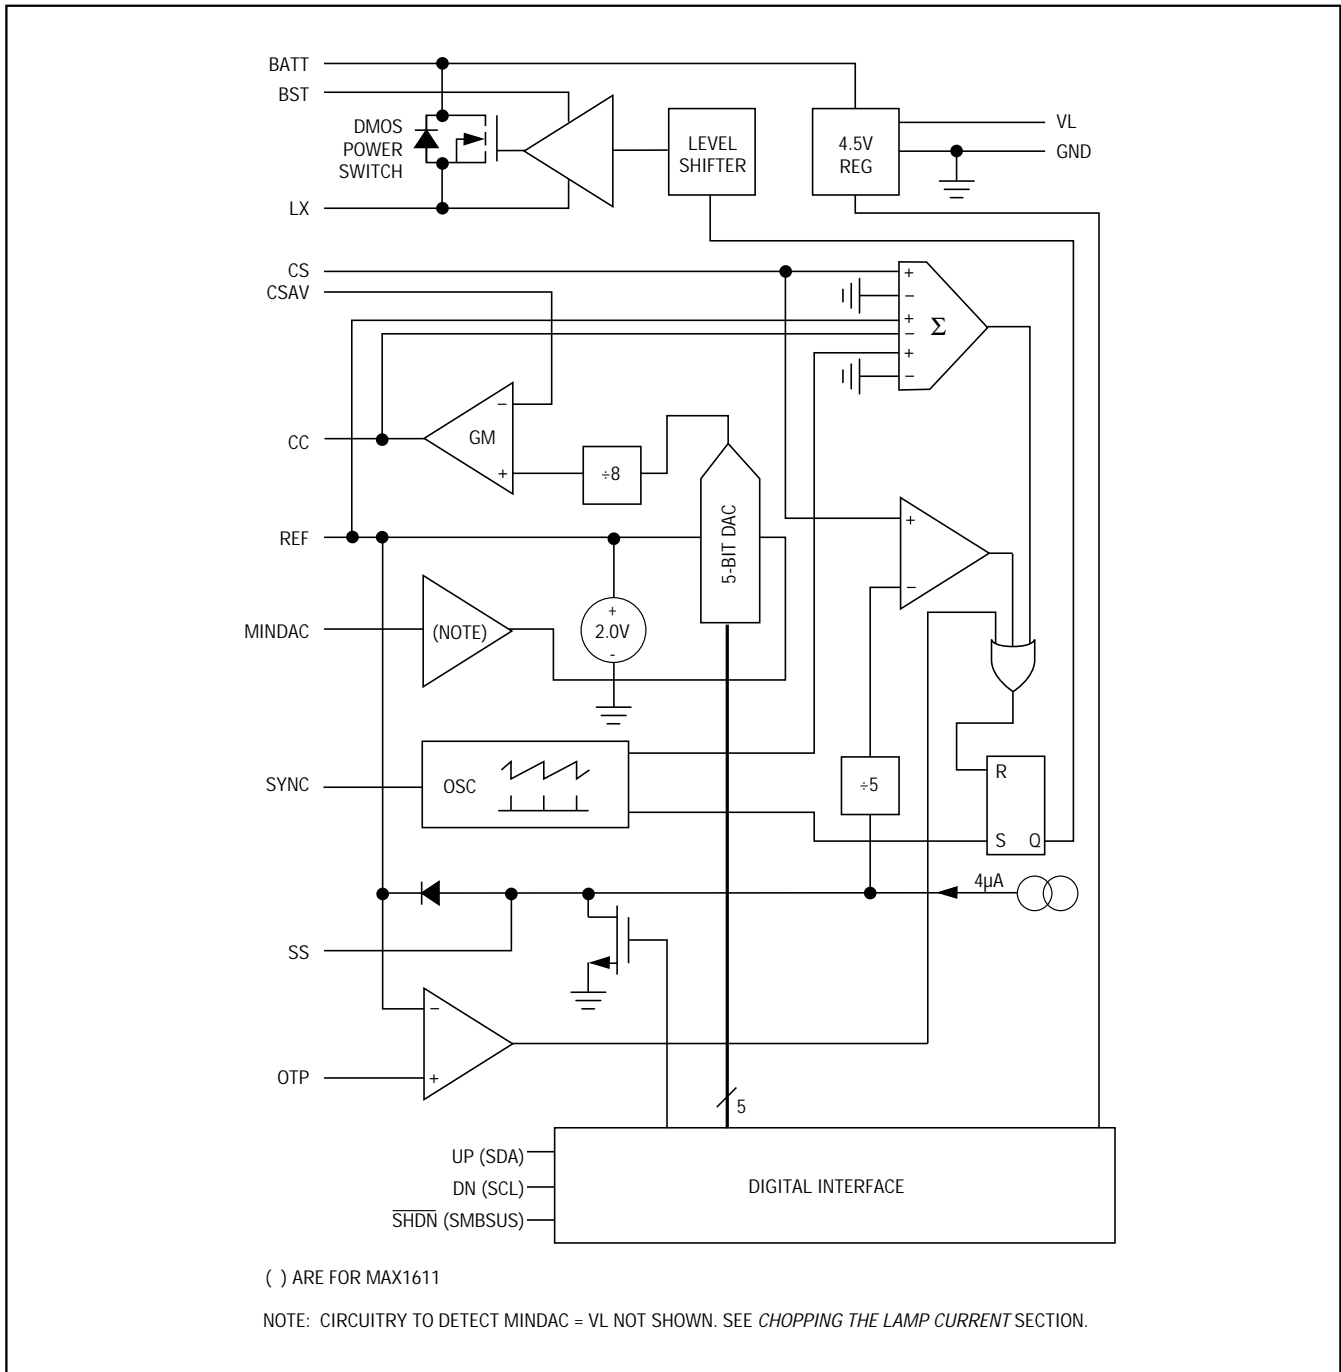 BATT
BST
DMOS
POWER
SWITCH
LX
LEVEL
SHIFTER
4.5V
REG
VL
GND
CS
CSAV
+
−
+
−
+
−
Σ
CC
GM
−
+
÷8
5-BIT DAC
REF
+
−
MINDAC
(NOTE)
+
2.0V
-
SYNC
OSC
÷5
R
S Q
4µA
SS
−
+
OTP
5
UP (SDA)
DN (SCL)
S̅H̅D̅N̅ (SMBSUS)
DIGITAL INTERFACE
( ) ARE FOR MAX1611
NOTE: CIRCUITRY TO DETECT MINDAC = VL NOT SHOWN. SEE CHOPPING THE LAMP CURRENT SECTION.